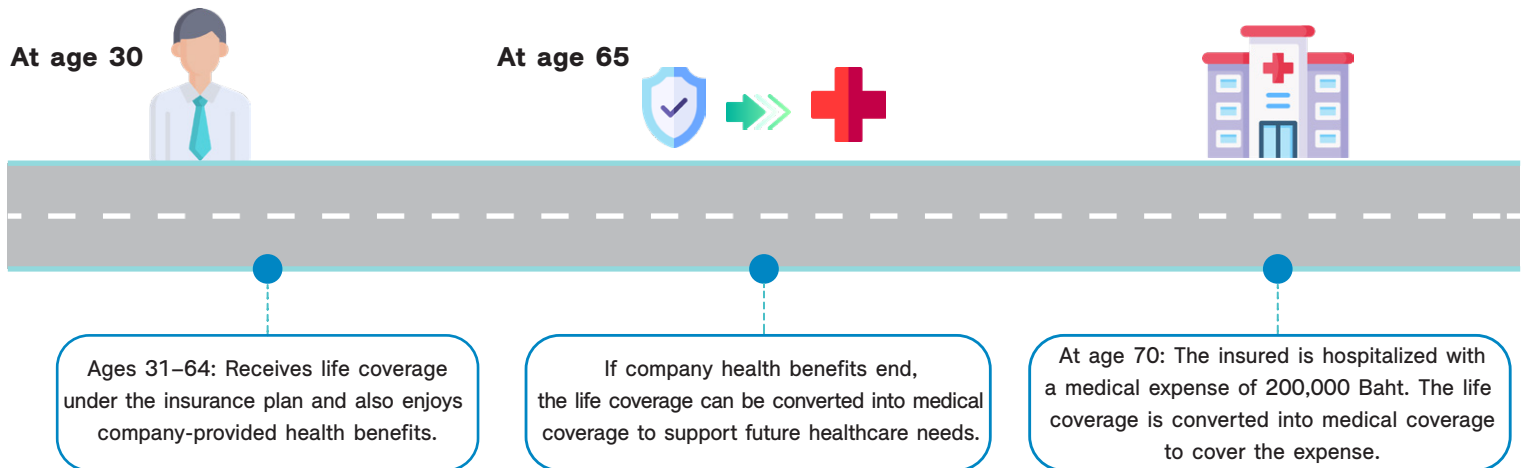 At age 30
At age 65
Ages 31–64: Receives life coverage
under the insurance plan and also enjoys
company-provided health benefits.
If company health benefits end,
the life coverage can be converted into medical
coverage to support future healthcare needs.
At age 70: The insured is hospitalized with
a medical expense of 200,000 Baht. The life
coverage is converted into medical coverage
to cover the expense.